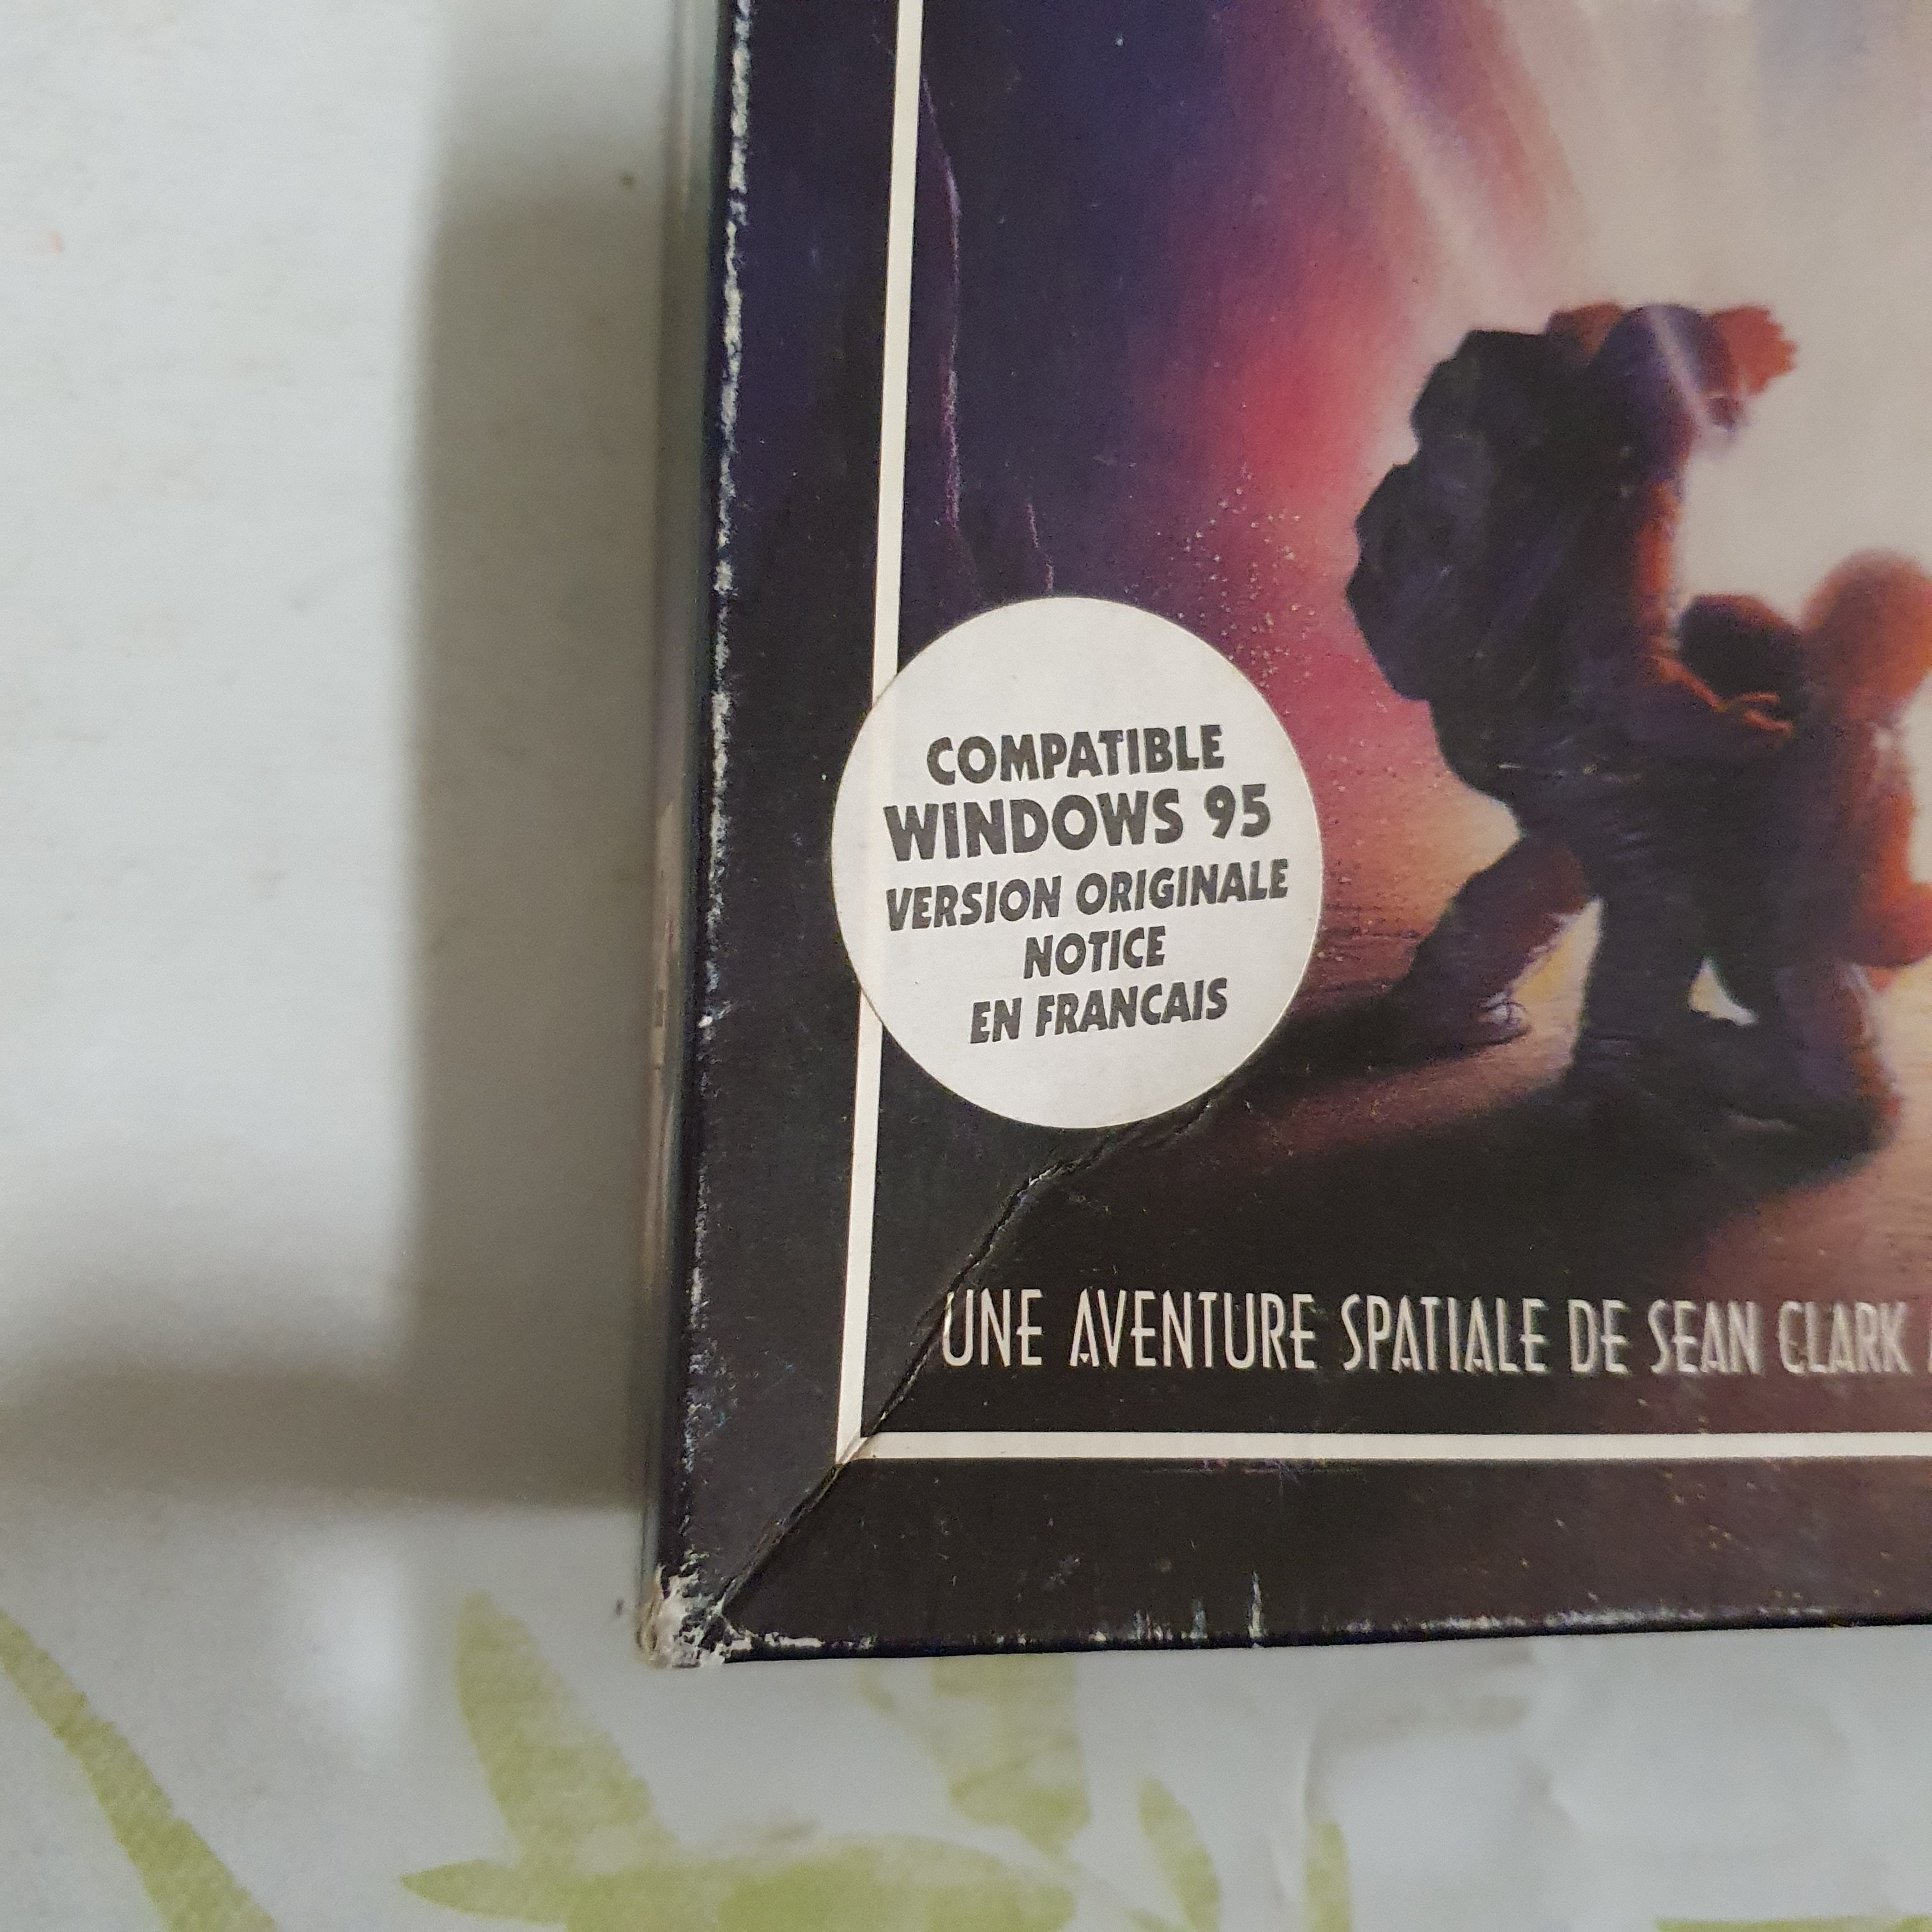 COMPATIBLE
WINDOWS 95
VERSION ORIGINALE
NOTICE
EN FRANCAIS
UNE AVENTURE SPATIALE DE SEAN CLARK